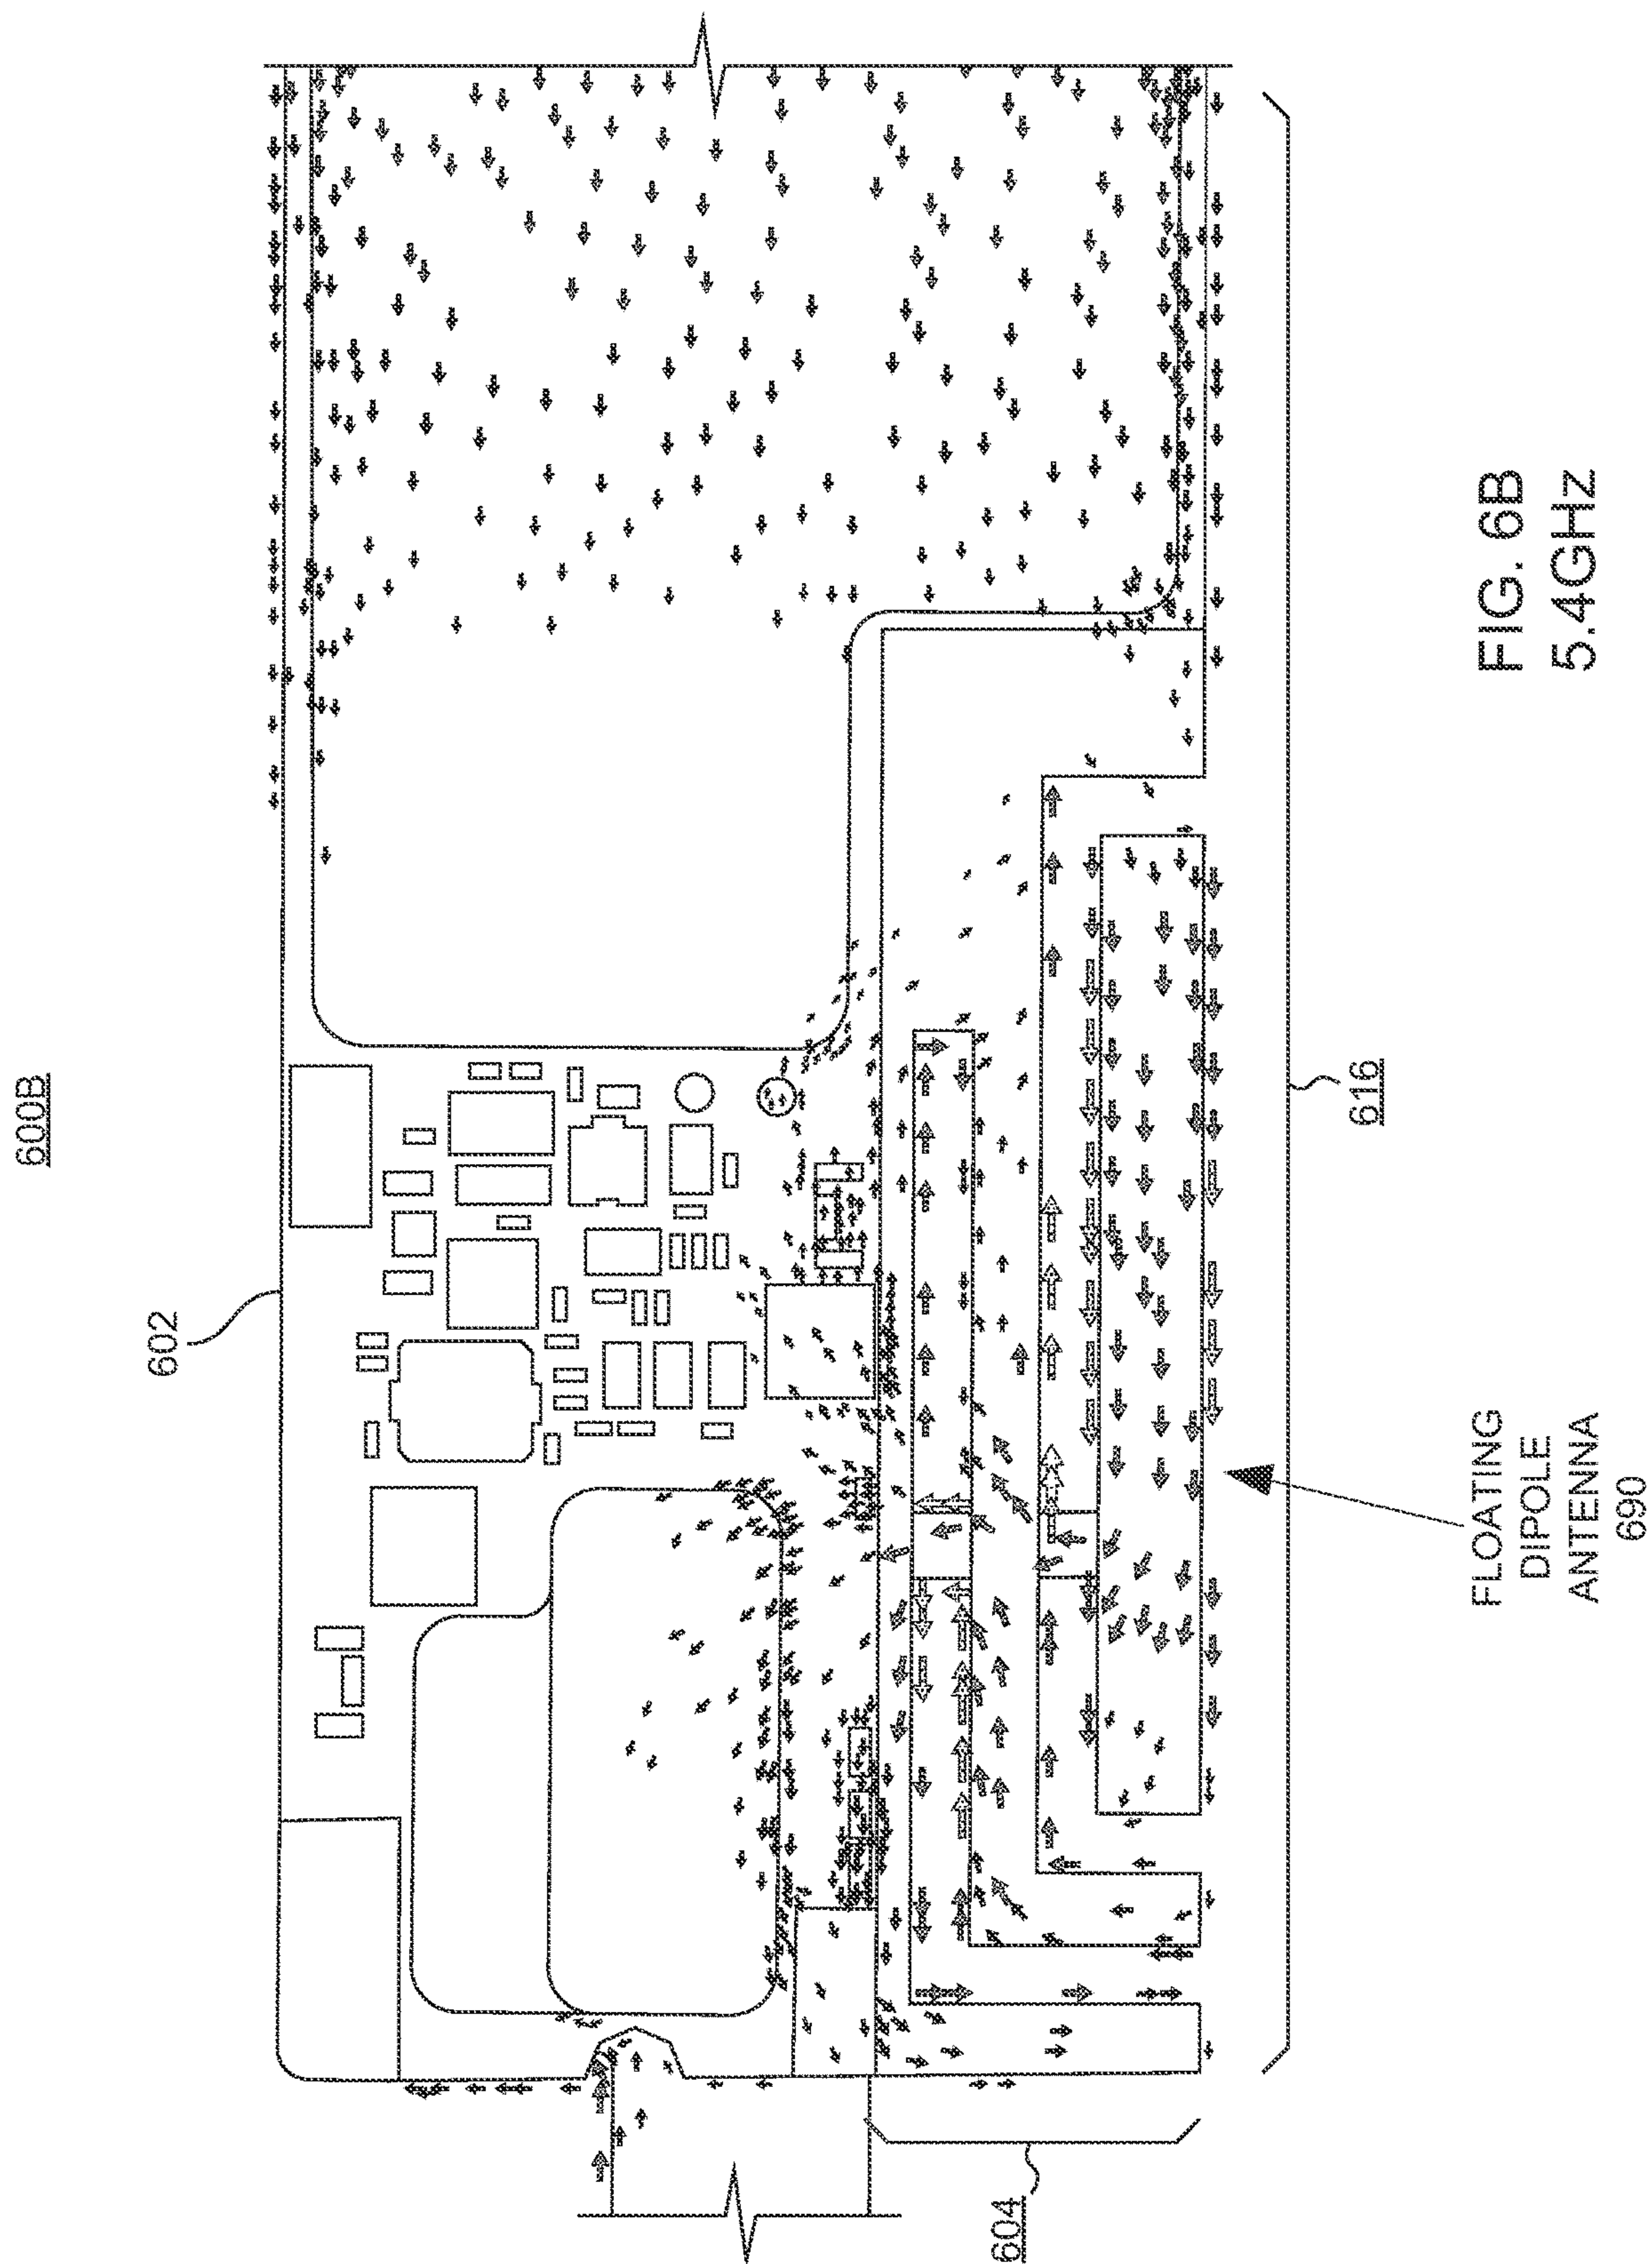 600B
602
616
604
FLOATING
DIPOLE
ANTENNA
690
FIG. 6B
5.4GHz